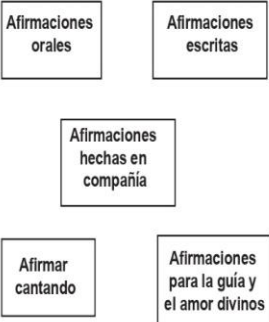 Afirmaciones
orales
Afirmaciones
escritas
Afirmaciones
hechas en
compañía
Afirmar
cantando
Afirmaciones
para la guía y
el amor divinos